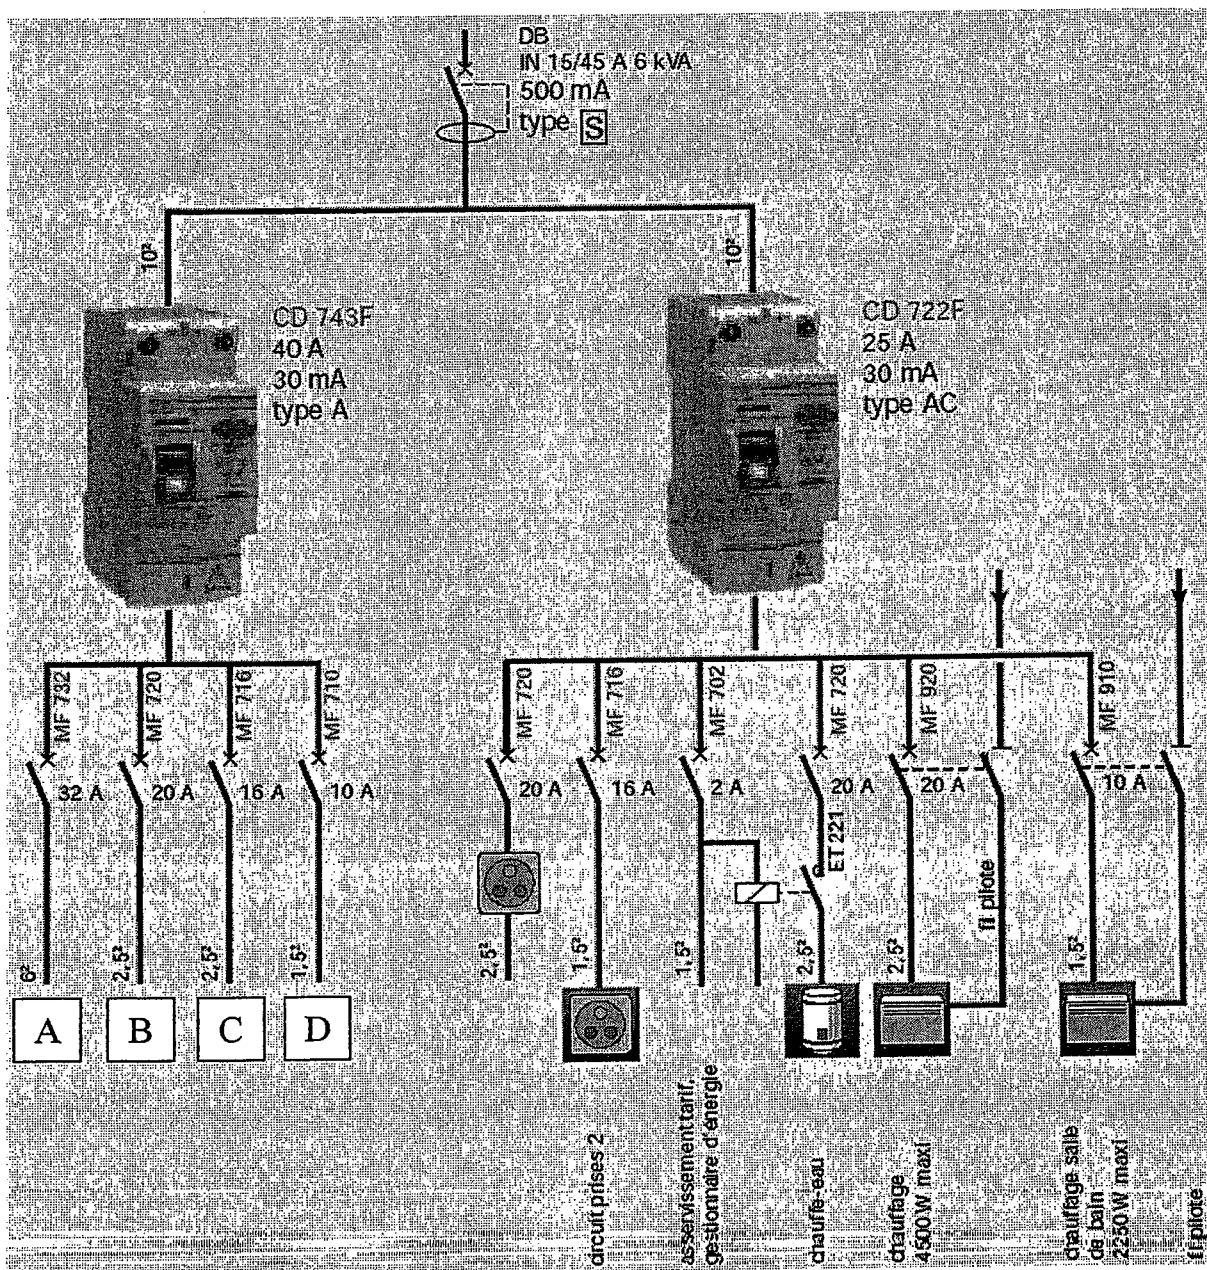 DB
IN 15/45 A 6 kVA
500 mA
type S
10²
10²
CD 743F
40 A
30 mA
type A
CD 722F
25 A
30 mA
type AC
MF 732
MF 720
MF 716
MF 710
MF 720
MF 716
MF 702
MF 720
MF 920
MF 910
32 A
20 A
16 A
10 A
20 A
16 A
2 A
20 A
20 A
10 A
ET 221
fil pilote
6²
2,5²
2,5²
1,5²
2,5²
1,5²
1,5²
2,5²
2,5²
1,5²
A
B
C
D
circuit prises 2
asservissement tarif,
gestionnaire d'énergie
chauffe-eau
chauffage
4500 W maxi
chauffage salle
de bain
2250 W maxi
fil pilote